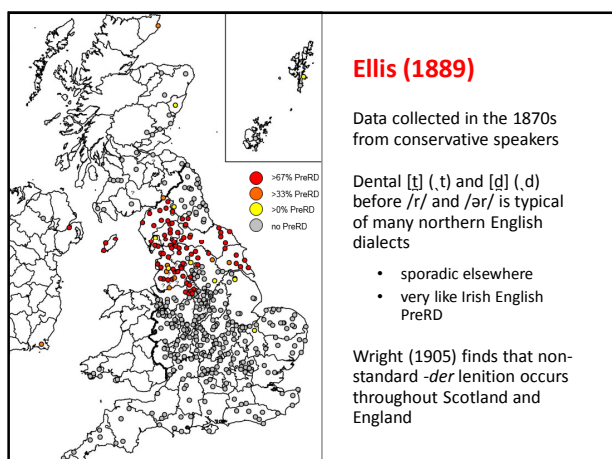 >67% PreRD
>33% PreRD
>0% PreRD
no PreRD
Ellis (1889)
Data collected in the 1870s
from conservative speakers
Dental [t̪] (ˌt) and [d̪] (ˌd)
before /r/ and /ər/ is typical
of many northern English
dialects
• sporadic elsewhere
• very like Irish English
PreRD
Wright (1905) finds that non-
standard -der lenition occurs
throughout Scotland and
England